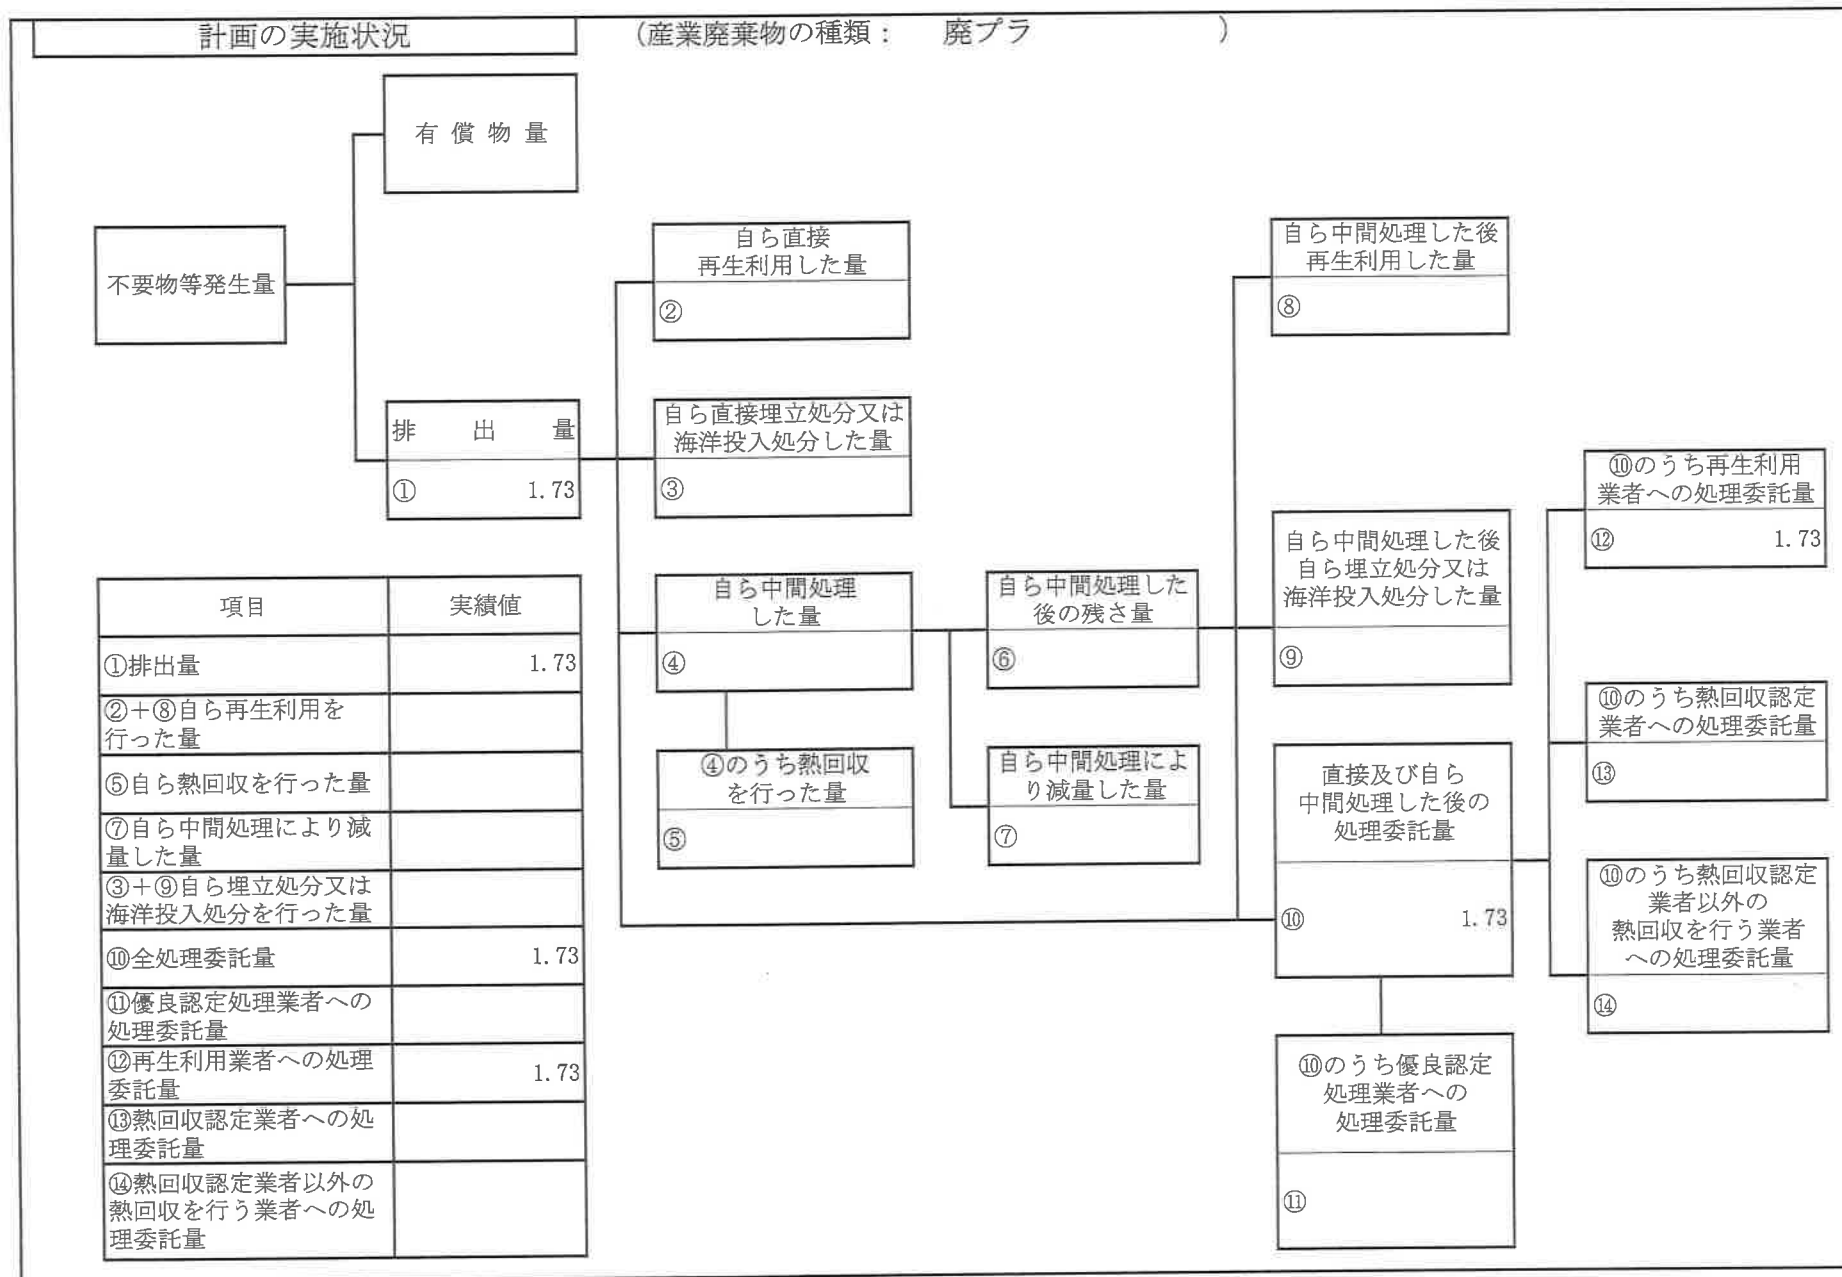 計画の実施状況
(産業廃棄物の種類: 廃プラ )
有償物量
不要物等発生量
排出量
① 1.73
自ら直接
再生利用した量
②
自ら直接埋立処分又は
海洋投入処分した量
③
自ら中間処理
した量
④
④のうち熱回収
を行った量
⑤
自ら中間処理した
後の残さ量
⑥
自ら中間処理によ
り減量した量
⑦
自ら中間処理した後
再生利用した量
⑧
自ら中間処理した後
自ら埋立処分又は
海洋投入処分した量
⑨
直接及び自ら
中間処理した後の
処理委託量
⑩ 1.73
⑩のうち優良認定
処理業者への
処理委託量
⑪
⑩のうち再生利用
業者への処理委託量
⑫ 1.73
⑩のうち熱回収認定
業者への処理委託量
⑬
⑩のうち熱回収認定
業者以外の
熱回収を行う業者
への処理委託量
⑭
項目 実績値
①排出量 1.73
②+⑧自ら再生利用を
行った量
⑤自ら熱回収を行った量
⑦自ら中間処理により減
量した量
③+⑨自ら埋立処分又は
海洋投入処分を行った量
⑩全処理委託量 1.73
⑪優良認定処理業者への
処理委託量
⑫再生利用業者への処理
委託量 1.73
⑬熱回収認定業者への処
理委託量
⑭熱回収認定業者以外の
熱回収を行う業者への処
理委託量